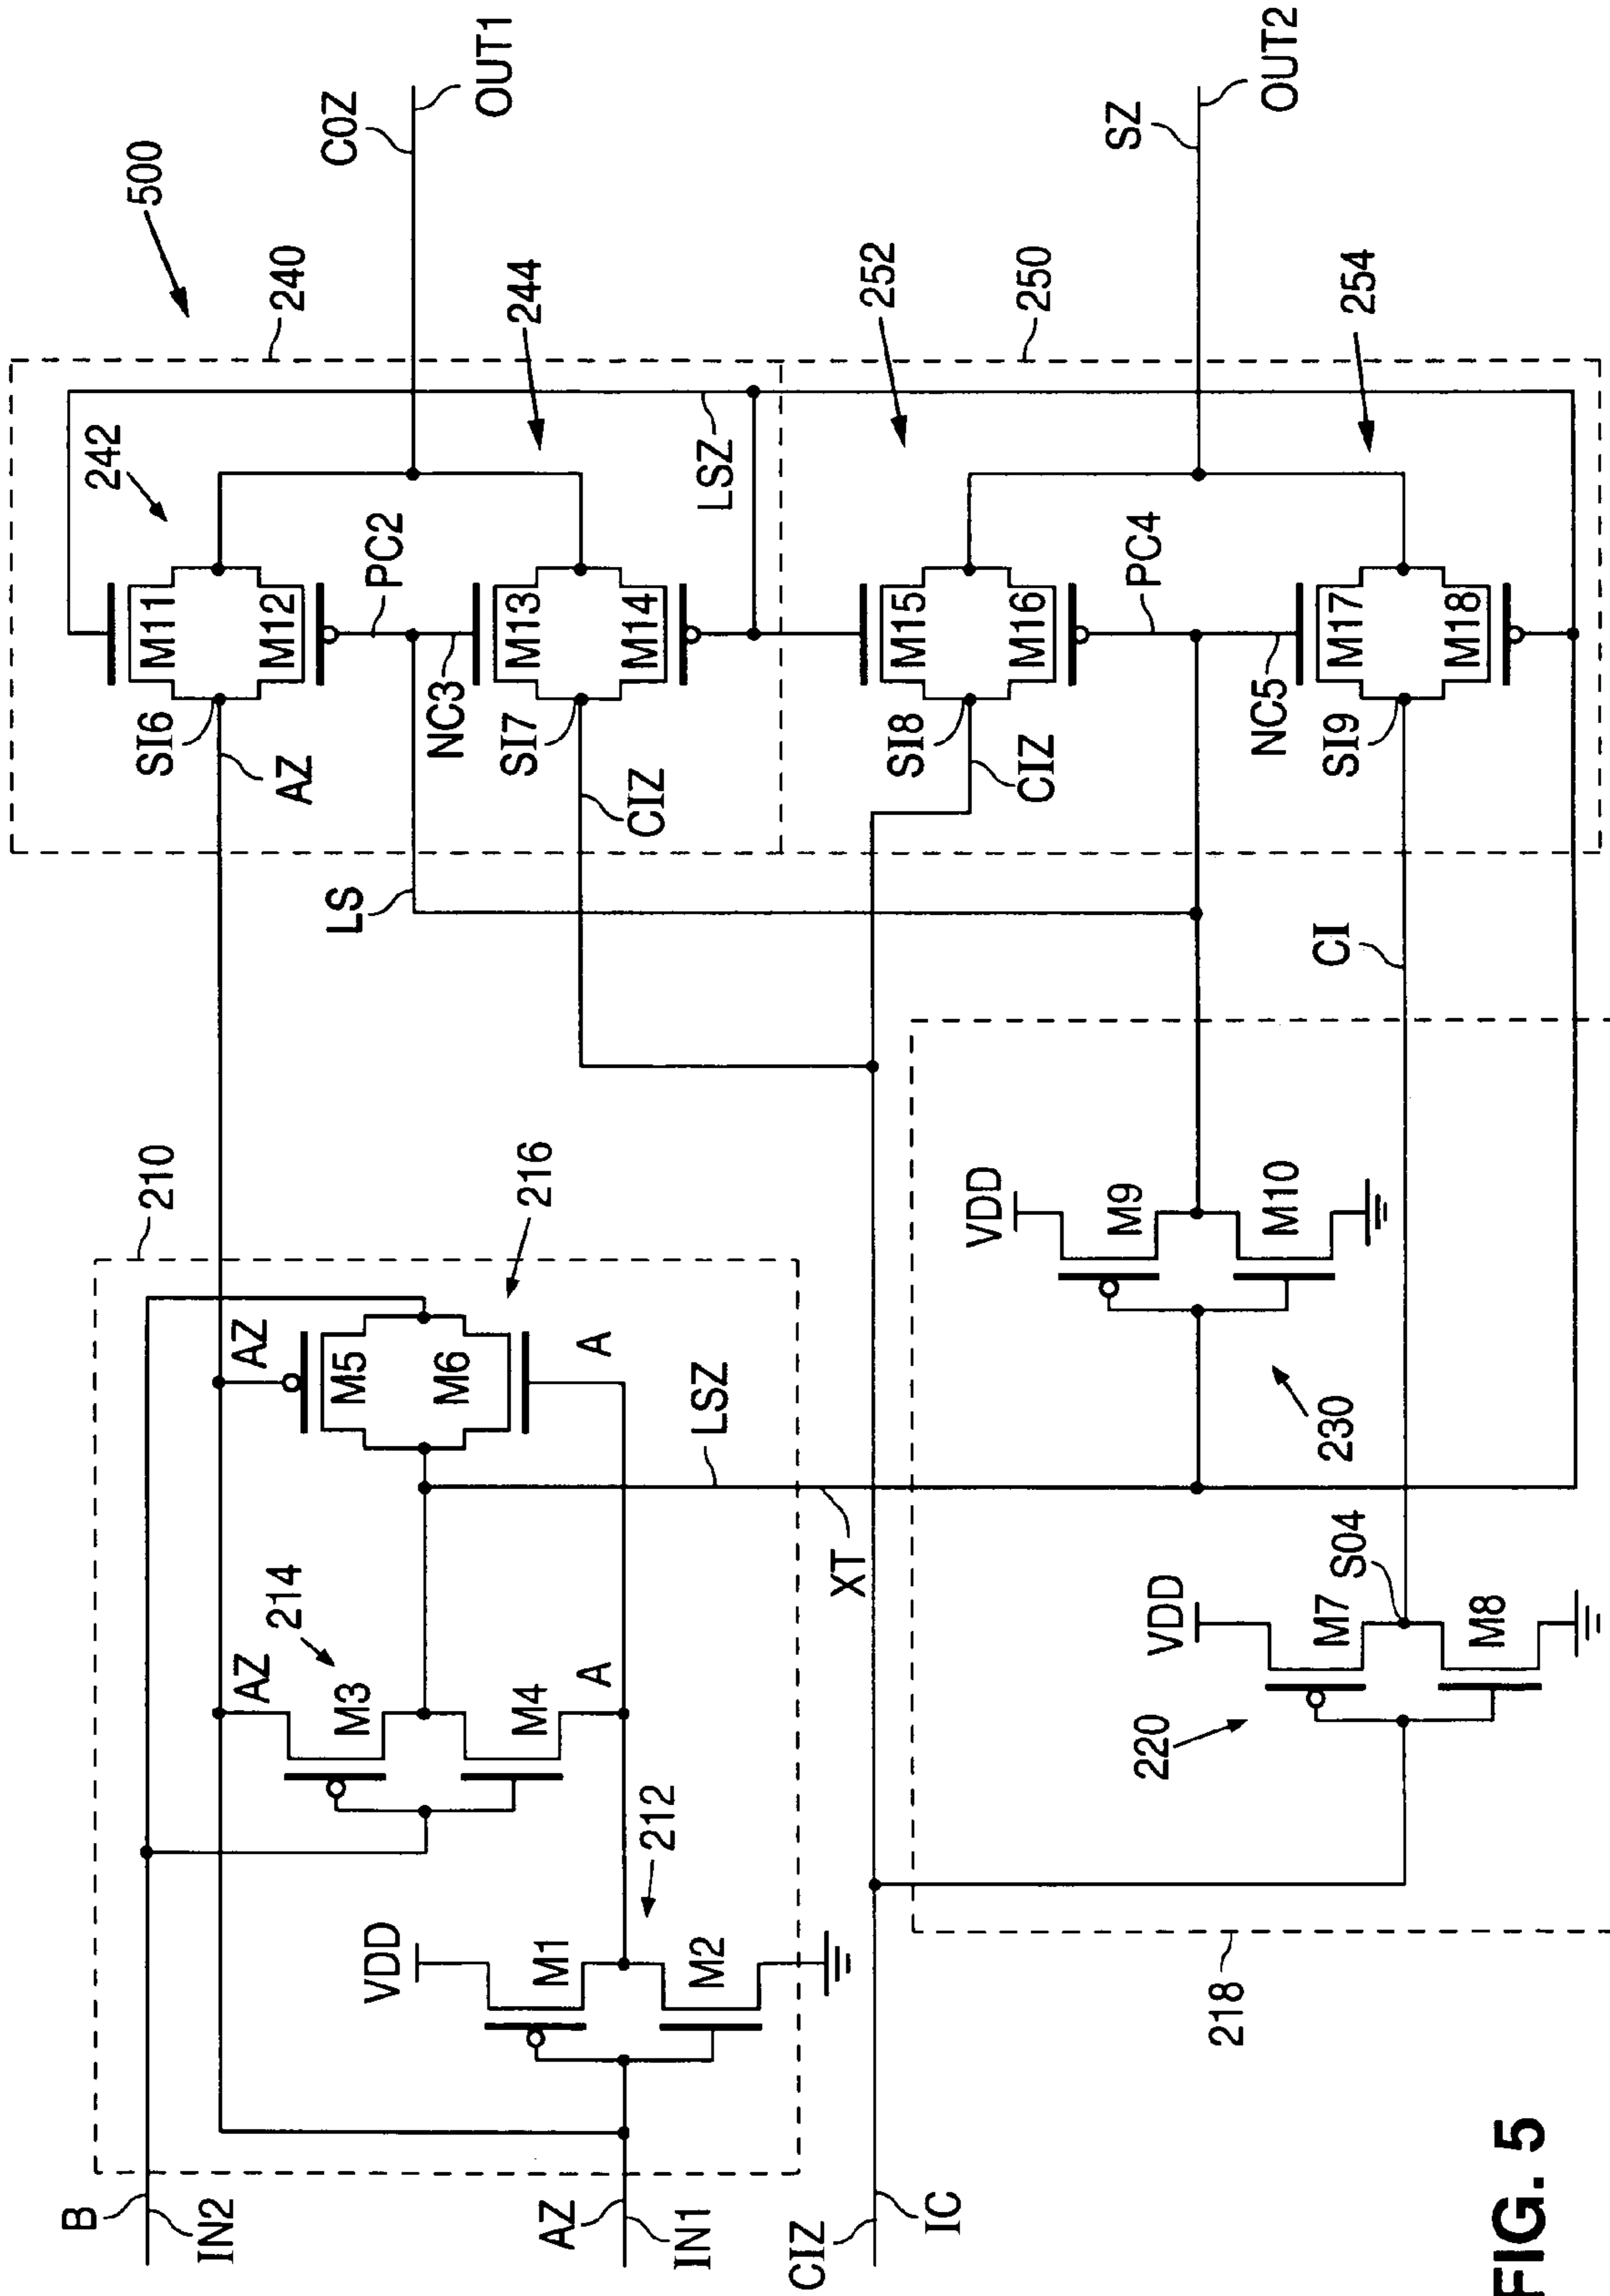 500
240
242
244
C0Z
OUT1
M11
M12
M13
M14
SI6
AZ
PC2
NC3
SI7
CIZ
LSZ
LS
252
250
254
SZ
OUT2
M15
M16
M17
M18
SI8
CIZ
PC4
NC5
SI9
CI
210
216
AZ
M5
M6
A
214
AZ
M3
M4
A
LSZ
XT
212
VDD
M1
M2
B
IN2
AZ
IN1
CIZ
IC
VDD
M9
M10
230
VDD
M7
M8
S04
220
218
FIG. 5